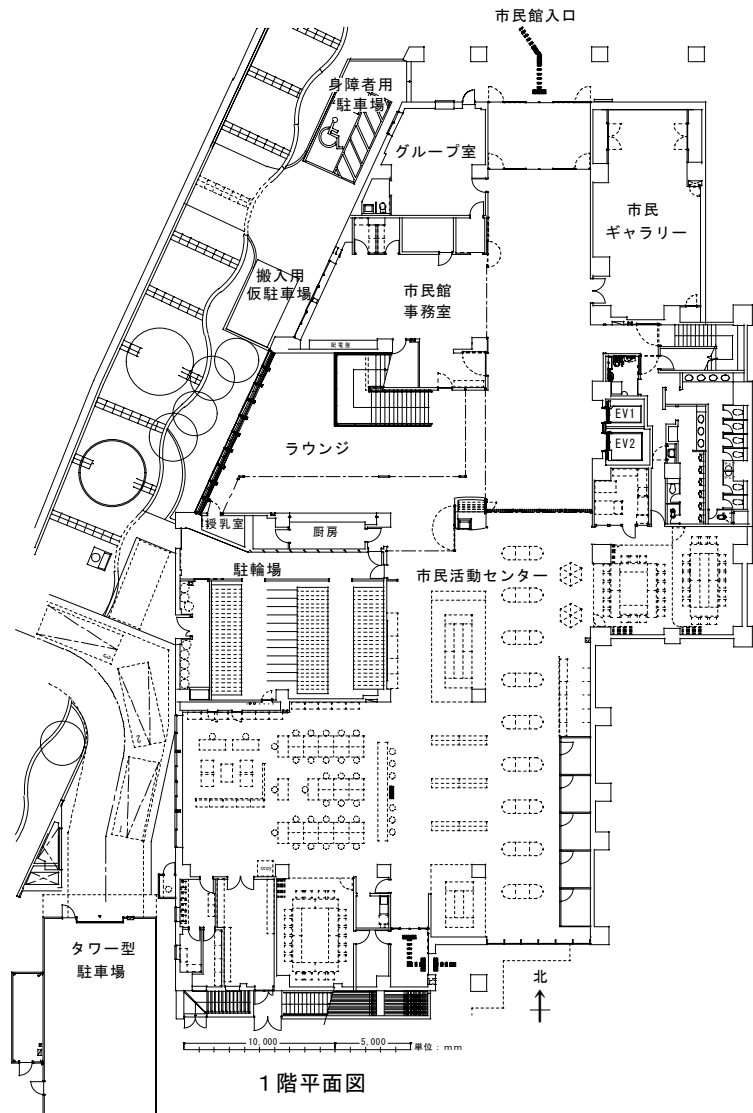 市民館入口
身障者用
駐車場
グループ室
市民
ギャラリー
搬入用
仮駐車場
市民館
事務室
配電盤
EV1
EV2
ラウンジ
授乳室
厨房
駐輪場
市民活動センター
COPY
タワー型
駐車場
北
10,000
5,000
単位：mm
１階平面図